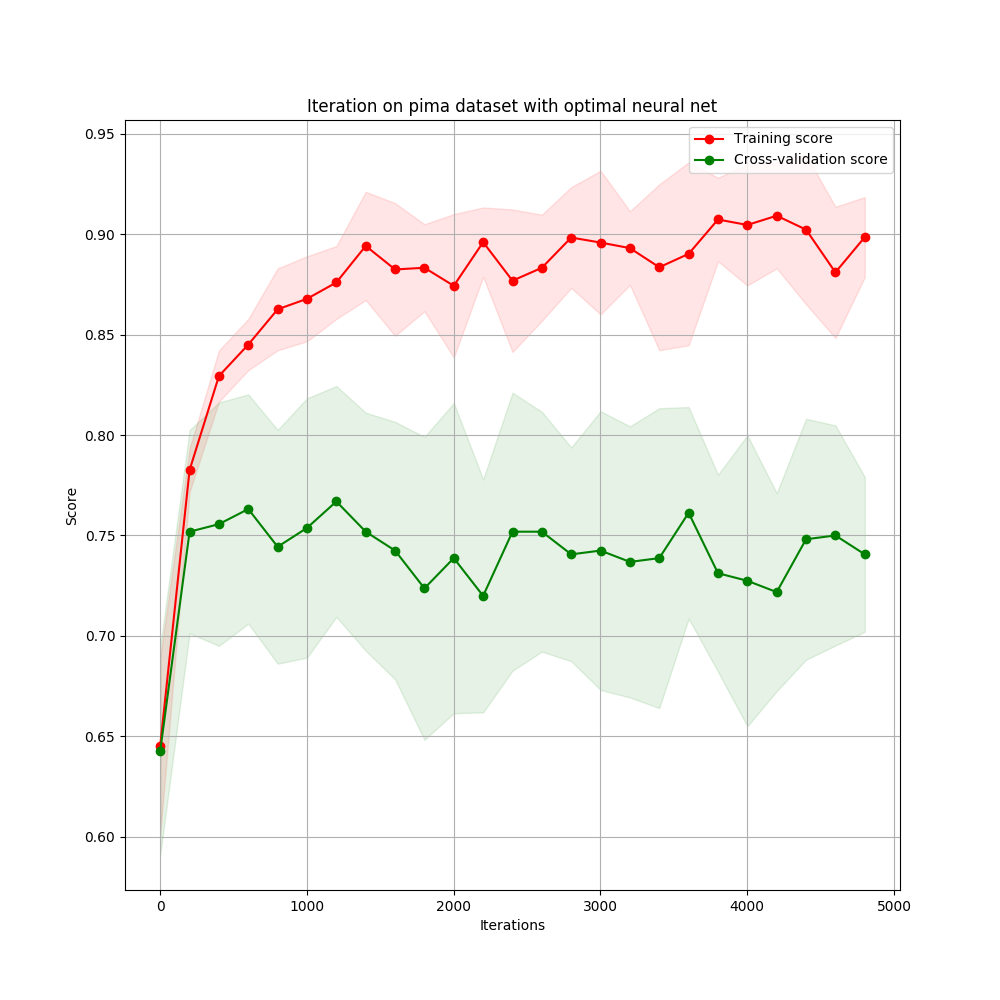 Iteration on pima dataset with optimal neural net
Training score
Cross-validation score
0.95
0.90
0.85
0.80
0.75
0.70
0.65
0.60
Score
0
1000
2000
3000
4000
5000
Iterations